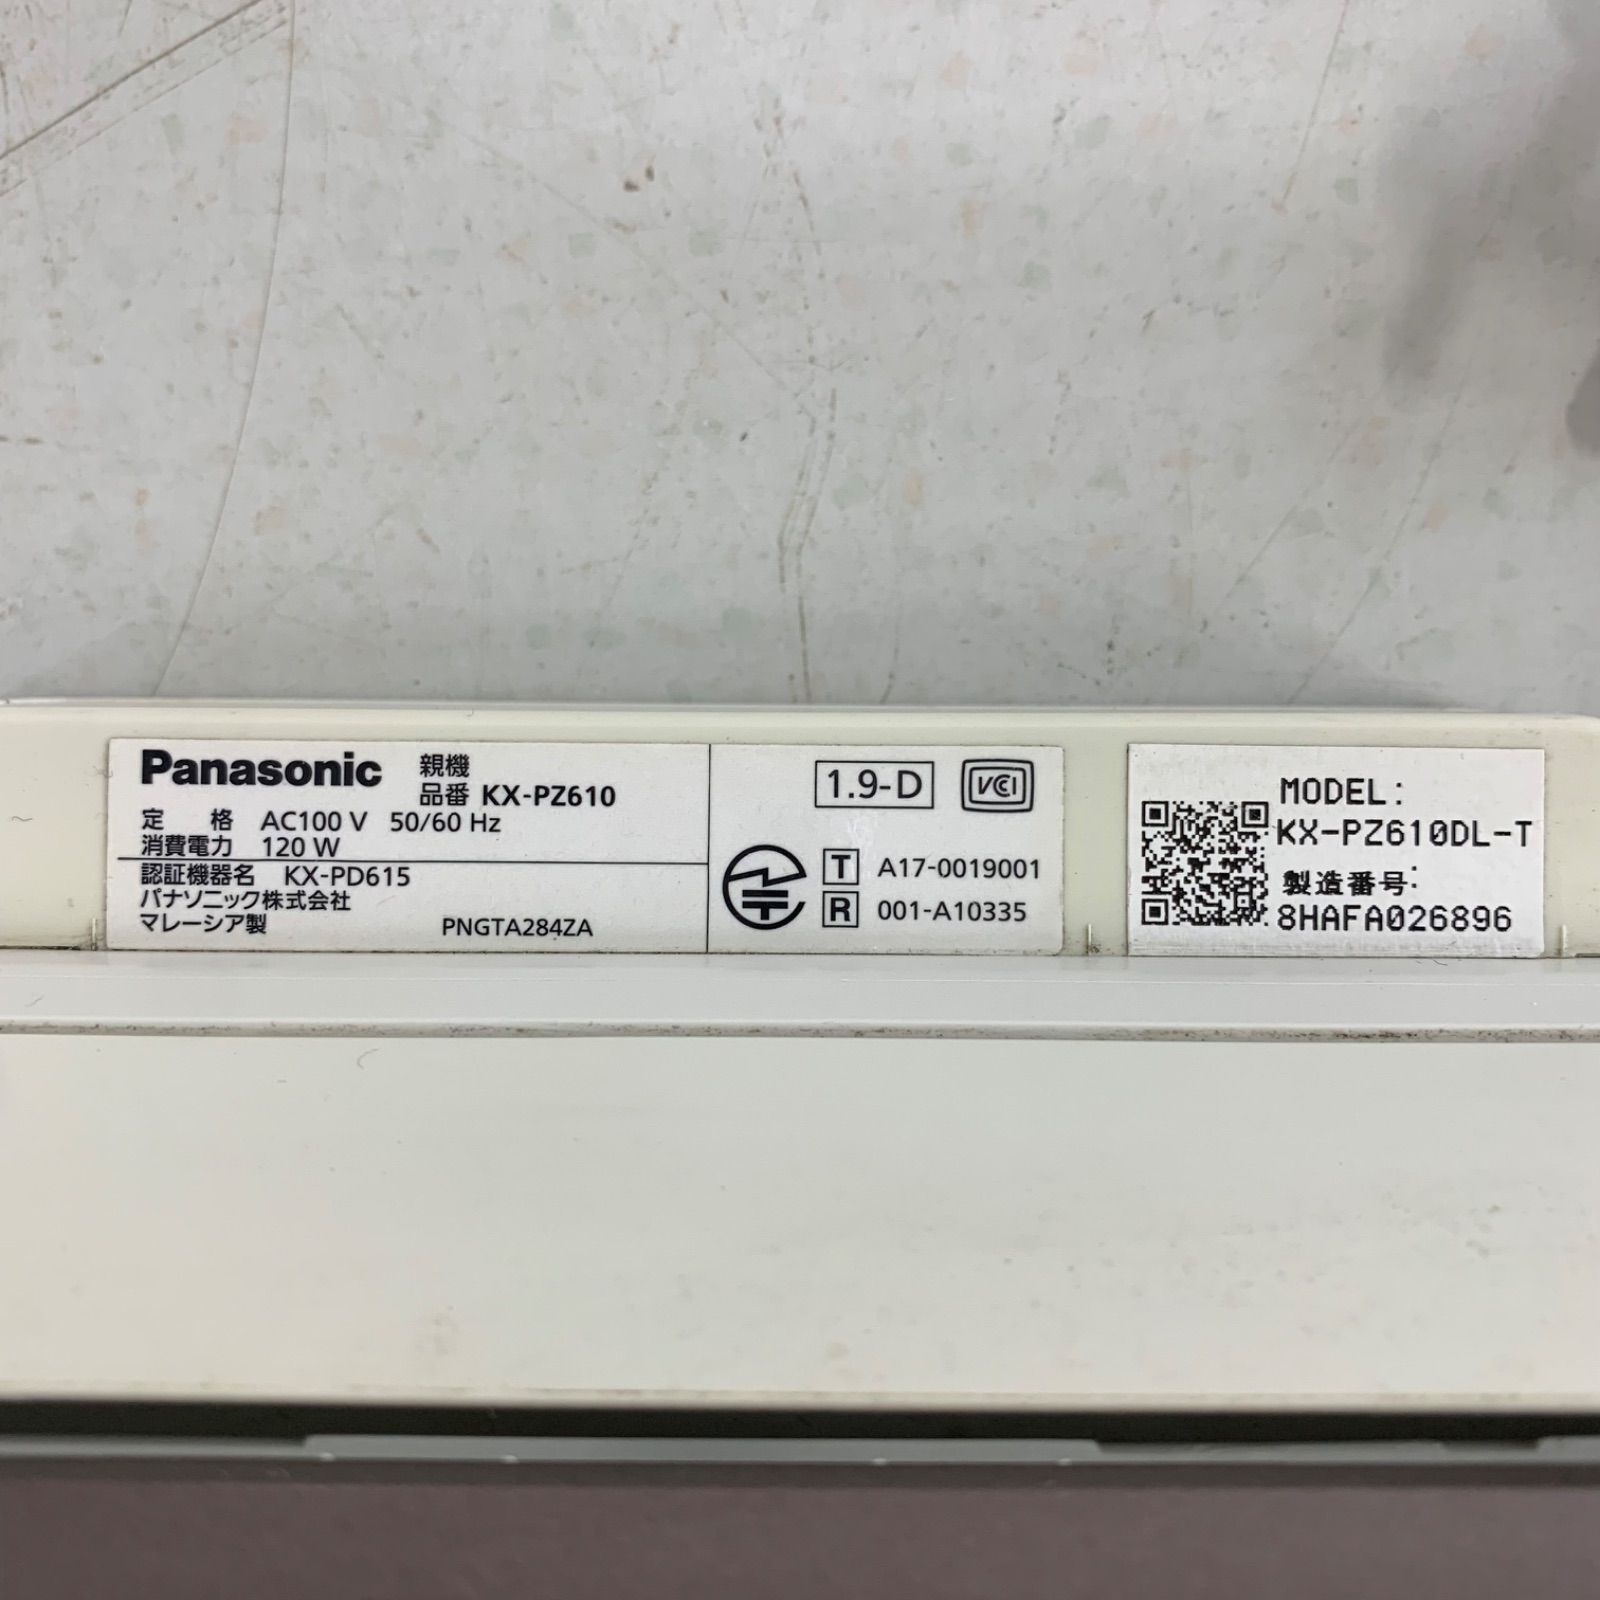 Panasonic 親機
品番 KX-PZ610
定 格 AC100 V 50/60 Hz
消費電力 120 W
認証機器名 KX-PD615
パナソニック株式会社
マレーシア製 PNGTA284ZA
1.9-D VCCI
T A17-0019001
R 001-A10335
MODEL:
KX-PZ610DL-T
製造番号:
8HAFA026896